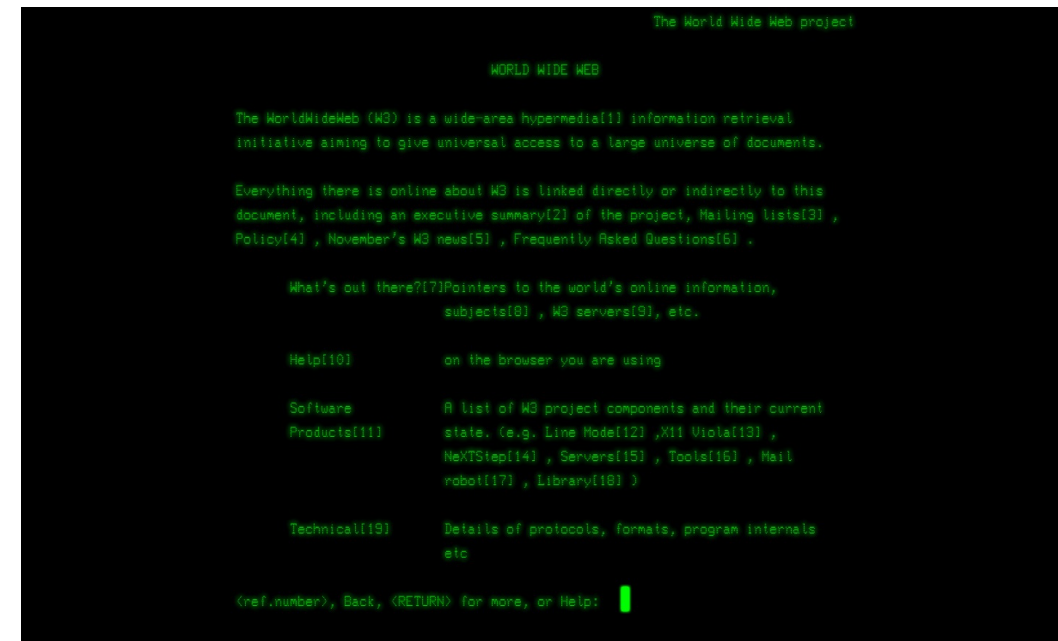 The World Wide Web project
WORLD WIDE WEB
The WorldWideWeb (W3) is a wide-area hypermedia[1] information retrieval
initiative aiming to give universal access to a large universe of documents.
Everything there is online about W3 is linked directly or indirectly to this
document, including an executive summary[2] of the project, Mailing lists[3] ,
Policy[4] , November's W3 news[5] , Frequently Asked Questions[6] .
What's out there?[7]Pointers to the world's online information,
subjects[8] , W3 servers[9], etc.
Help[10] on the browser you are using
Software A list of W3 project components and their current
Products[11] state. (e.g. Line Mode[12] ,X11 Viola[13] ,
NeXTStep[14] , Servers[15] , Tools[16] , Mail
robot[17] , Library[18] )
Technical[19] Details of protocols, formats, program internals
etc
<ref.number>, Back, <RETURN> for more, or Help: